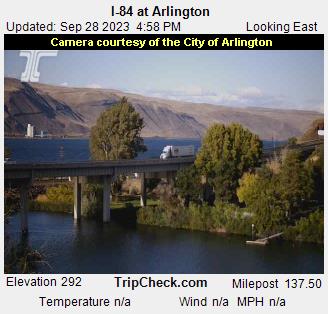 I-84 at Arlington
Updated: Sep 28 2023 4:58 PM Looking East
Camera courtesy of the City of Arlington
Elevation 292 TripCheck.com Milepost 137.50
Temperature n/a Wind n/a MPH n/a